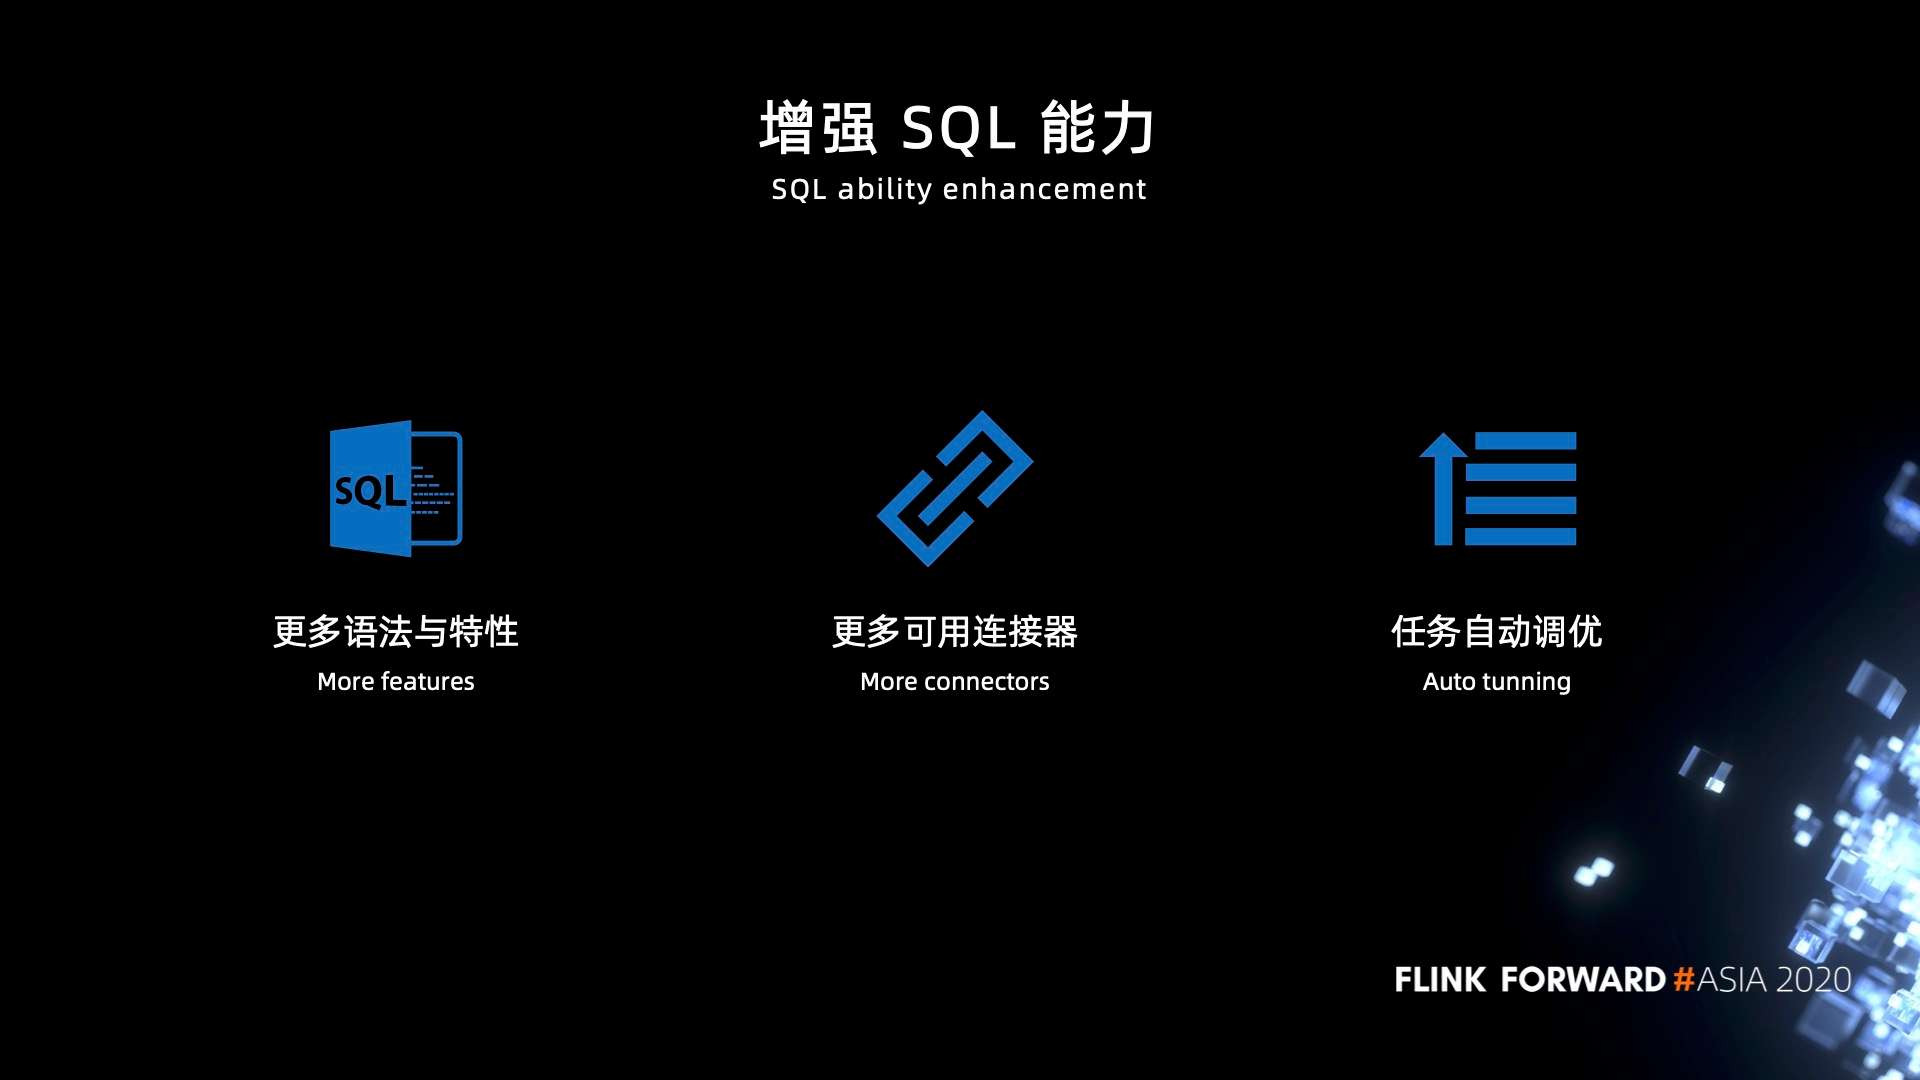 增强 SQL 能力
SQL ability enhancement
SQL
更多语法与特性
More features
更多可用连接器
More connectors
任务自动调优
Auto tunning
FLINK FORWARD #ASIA 2020